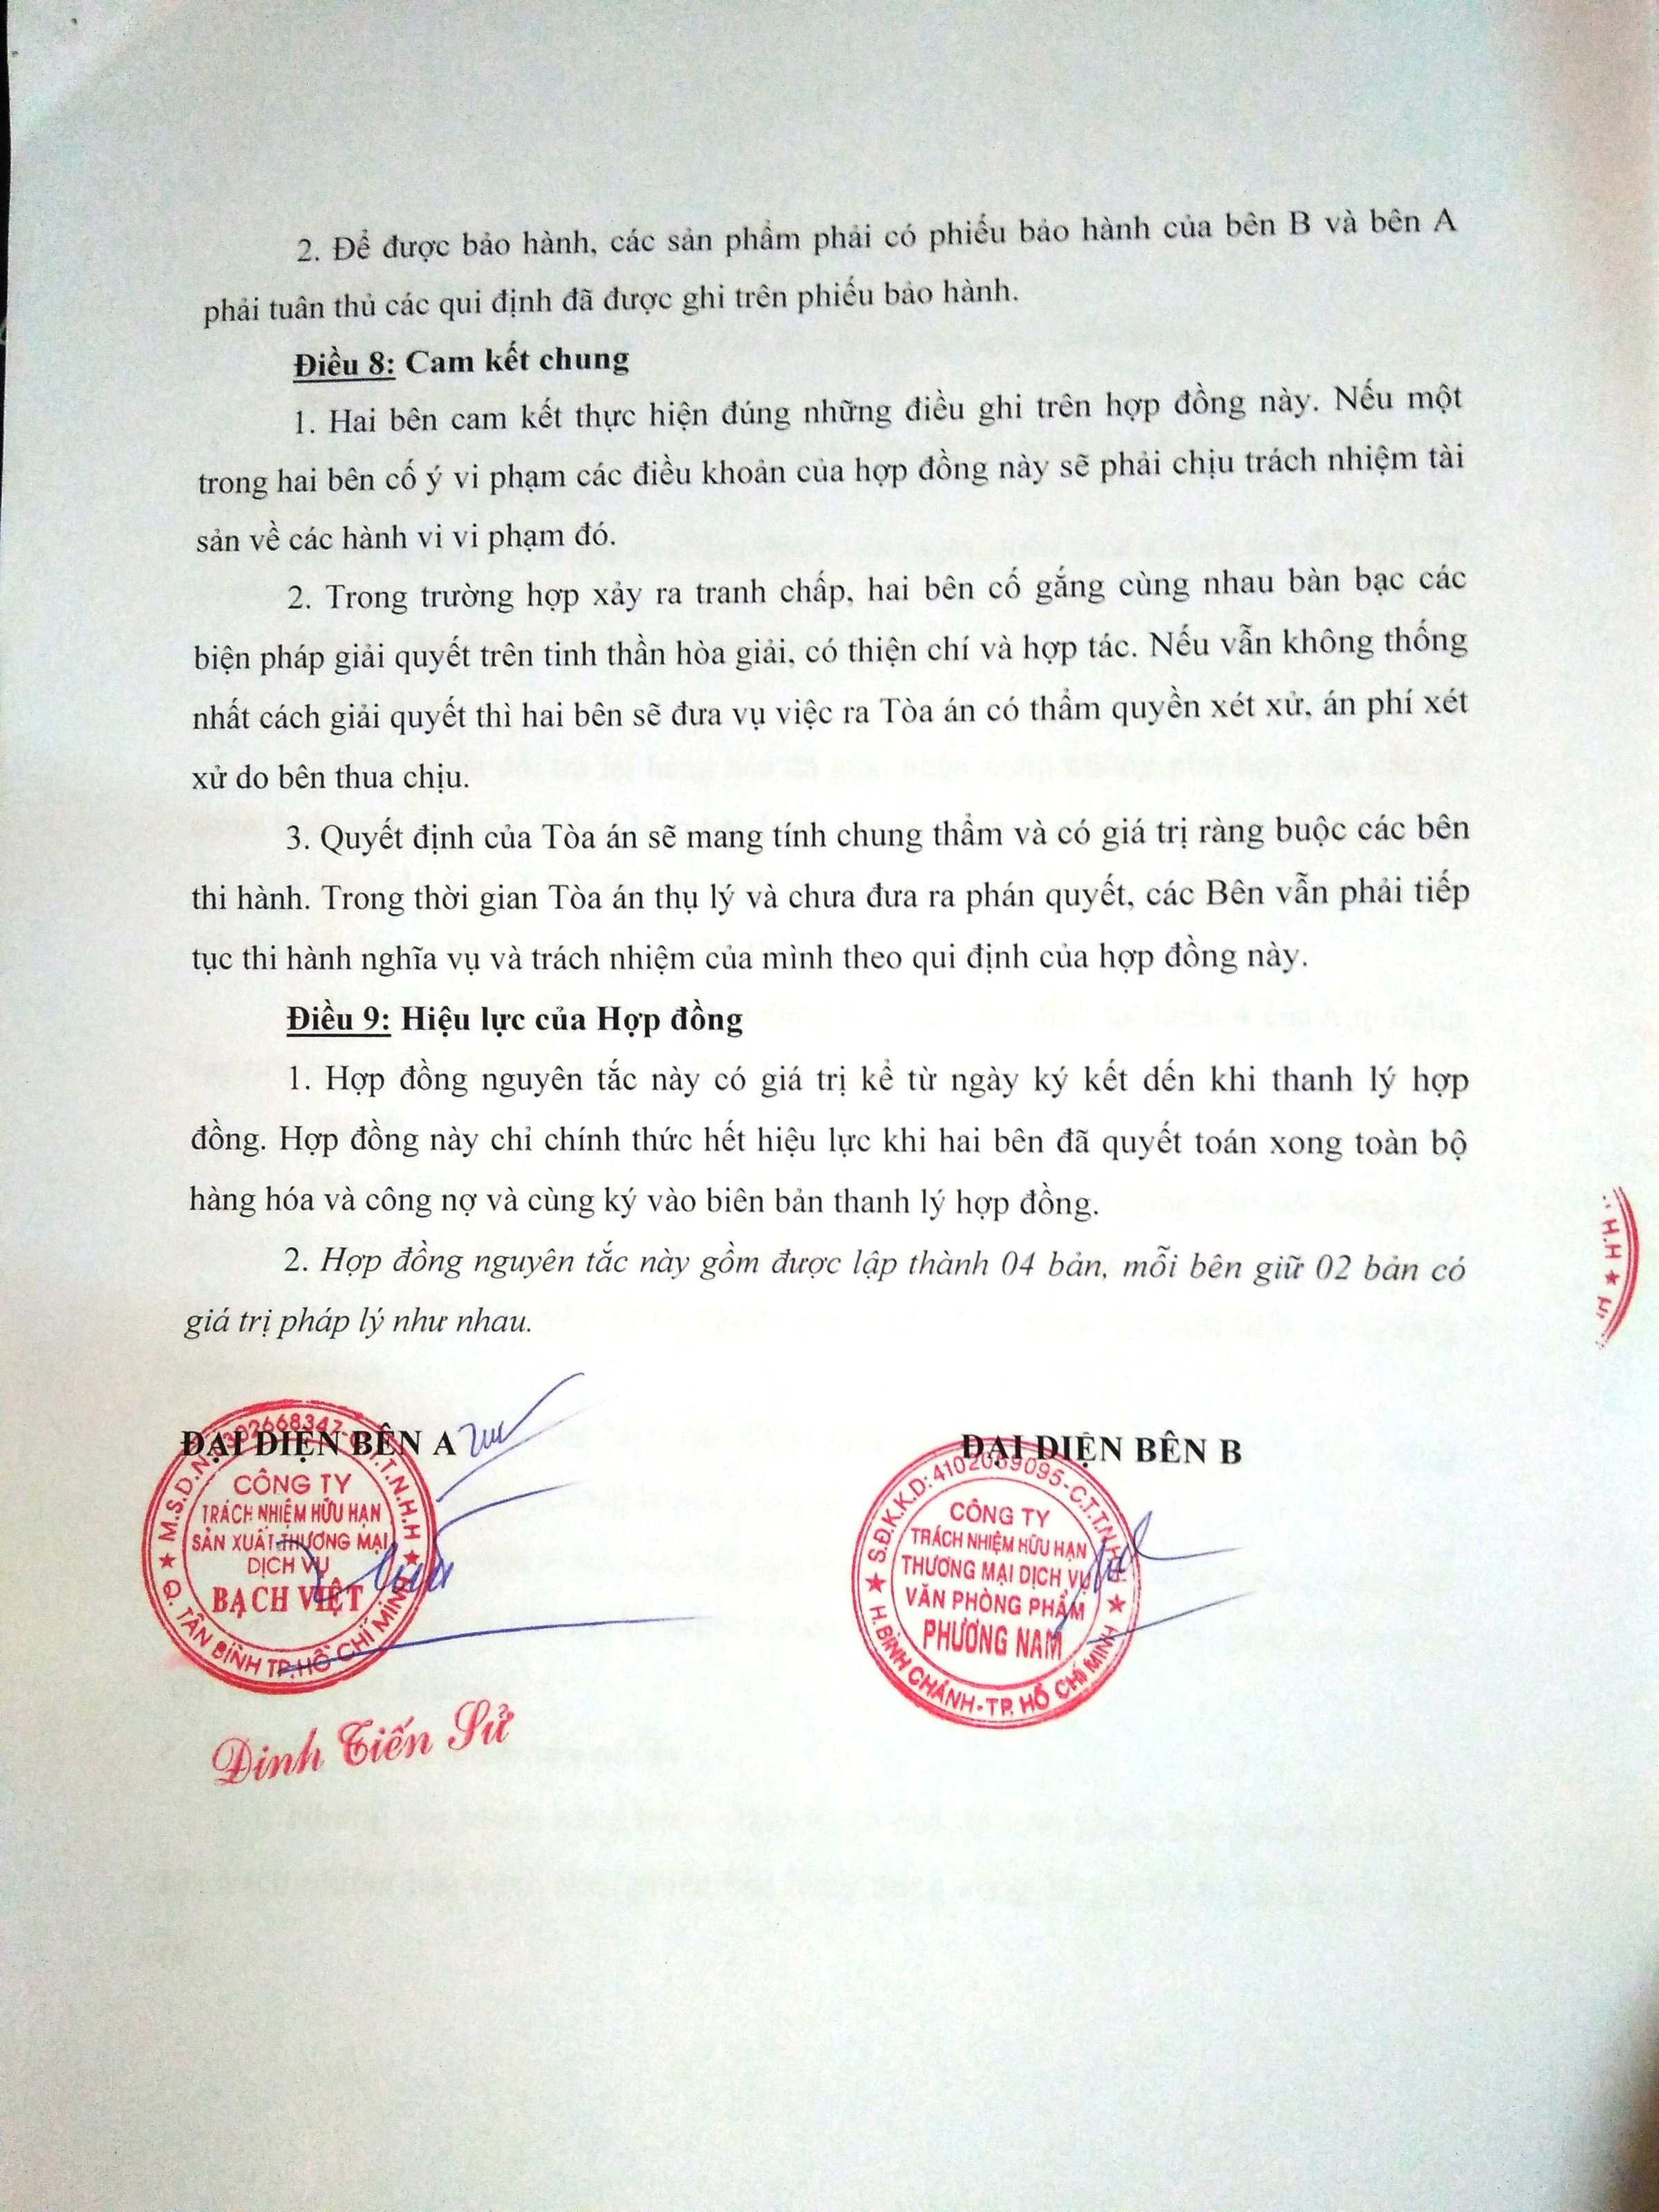 2. Để được bảo hành, các sản phẩm phải có phiếu bảo hành của bên B và bên A
phải tuân thủ các qui định đã được ghi trên phiếu bảo hành.
Điều 8: Cam kết chung
1. Hai bên cam kết thực hiện đúng những điều ghi trên hợp đồng này. Nếu một
trong hai bên cố ý vi phạm các điều khoản của hợp đồng này sẽ phải chịu trách nhiệm tài
sản về các hành vi vi phạm đó.
2. Trong trường hợp xảy ra tranh chấp, hai bên cố gắng cùng nhau bàn bạc các
biện pháp giải quyết trên tinh thần hòa giải, có thiện chí và hợp tác. Nếu vẫn không thống
nhất cách giải quyết thì hai bên sẽ đưa vụ việc ra Tòa án có thẩm quyền xét xử, án phí xét
xử do bên thua chịu.
3. Quyết định của Tòa án sẽ mang tính chung thẩm và có giá trị ràng buộc các bên
thi hành. Trong thời gian Tòa án thụ lý và chưa đưa ra phán quyết, các Bên vẫn phải tiếp
tục thi hành nghĩa vụ và trách nhiệm của mình theo qui định của hợp đồng này.
Điều 9: Hiệu lực của Hợp đồng
1. Hợp đồng nguyên tắc này có giá trị kể từ ngày ký kết dến khi thanh lý hợp
đồng. Hợp đồng này chỉ chính thức hết hiệu lực khi hai bên đã quyết toán xong toàn bộ
hàng hóa và công nợ và cùng ký vào biên bản thanh lý hợp đồng.
2. Hợp đồng nguyên tắc này gồm được lập thành 04 bản, mỗi bên giữ 02 bản có
giá trị pháp lý như nhau.
H.H ★
ĐẠI DIỆN BÊN A
M.S.D.N:0302668347-C.T.T.N.H.H
CÔNG TY
TRÁCH NHIỆM HỮU HẠN
SẢN XUẤT THƯƠNG MẠI
DỊCH VỤ
BẠCH VIỆT
★ Q. TÂN BÌNH TP. HỒ CHÍ MINH ★
Đinh Tiến Sử
ĐẠI DIỆN BÊN B
S.Đ.K.K.D: 4102069095-C.T.T.N.H.H
CÔNG TY
TRÁCH NHIỆM HỮU HẠN
THƯƠNG MẠI DỊCH VỤ
VĂN PHÒNG PHẨM
PHƯƠNG NAM
★ H.BÌNH CHÁNH-TP. HỒ CHÍ MINH ★